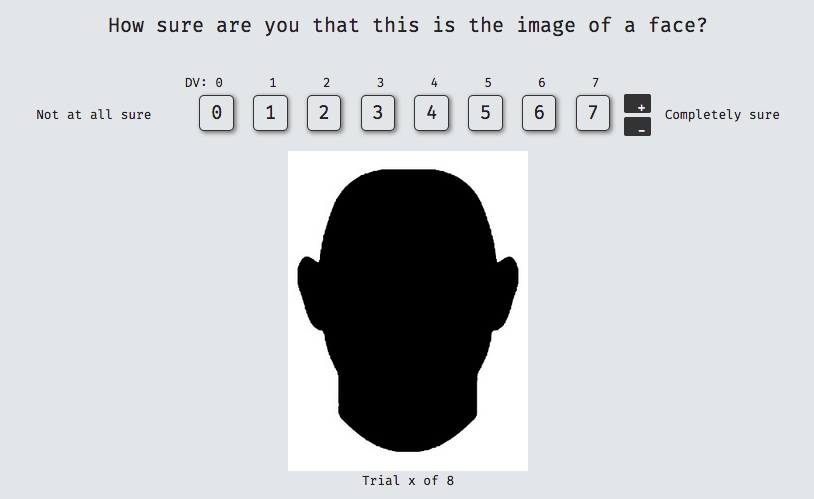 How sure are you that this is the image of a face?
DV: 0 1 2 3 4 5 6 7
Not at all sure 0 1 2 3 4 5 6 7 + - Completely sure
Trial x of 8